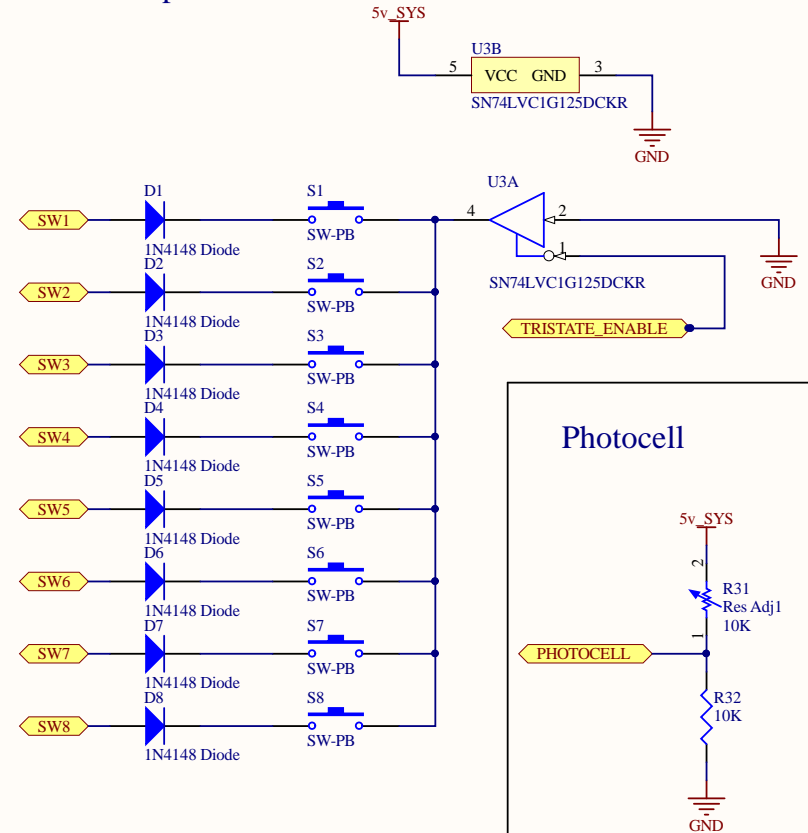 5v_SYS
U3B
5 VCC GND 3
SN74LVC1G125DCKR
GND
D1 S1 U3A
SW1 4 2
1N4148 Diode SW-PB 1
D2 S2 GND
SN74LVC1G125DCKR
SW2
1N4148 Diode SW-PB
TRISTATE_ENABLE
D3 S3
SW3
1N4148 Diode SW-PB
D4 S4
SW4
1N4148 Diode SW-PB
Photocell
D5 S5
SW5
1N4148 Diode SW-PB
5v_SYS
D6 S6
2
SW6
R31
1N4148 Diode SW-PB
Res Adj1
D7 S7
10K
1
SW7
PHOTOCELL
1N4148 Diode SW-PB
D8 S8
R32
10K
SW8
1N4148 Diode SW-PB
GND